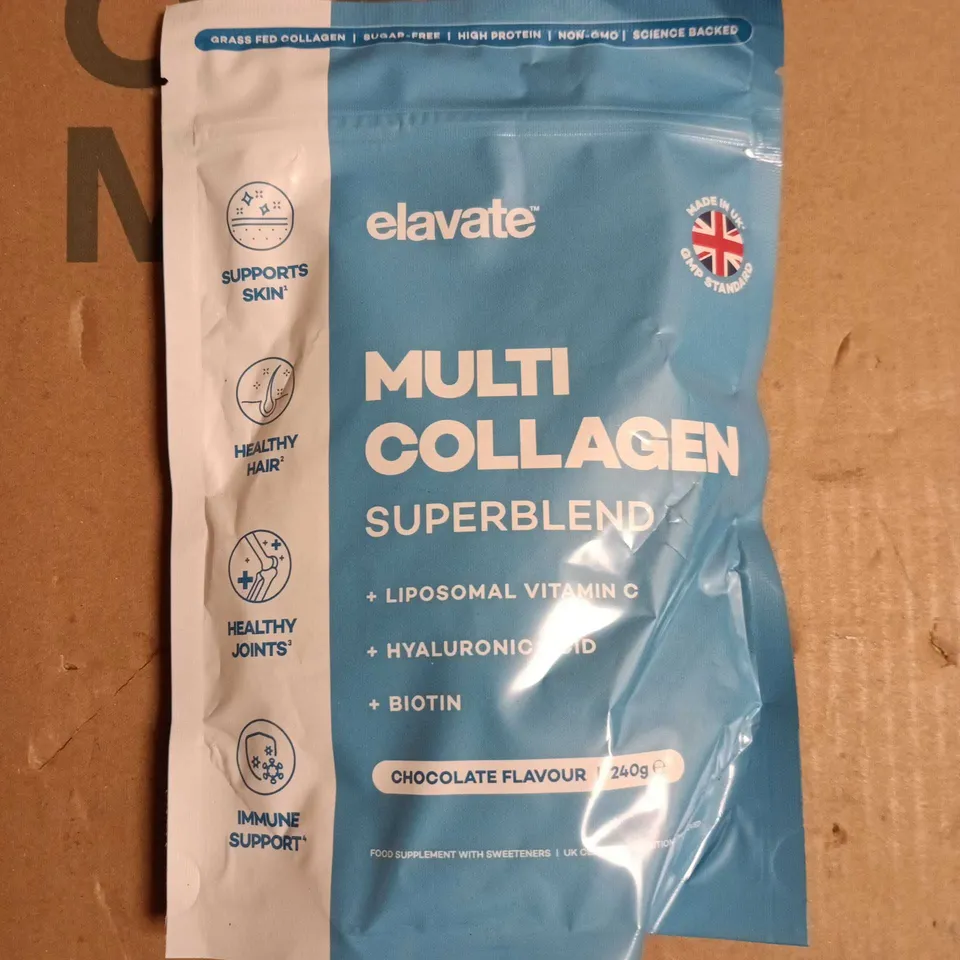 GRASS FED COLLAGEN | SUGAR-FREE | HIGH PROTEIN | NON-GMO | SCIENCE BACKED
elavate™
MADE IN UK
GMP STANDARD
SUPPORTS
SKIN¹
HEALTHY
HAIR²
HEALTHY
JOINTS³
IMMUNE
SUPPORT⁴
MULTI
COLLAGEN
SUPERBLEND
+ LIPOSOMAL VITAMIN C
+ HYALURONIC ACID
+ BIOTIN
CHOCOLATE FLAVOUR | 240g ℮
FOOD SUPPLEMENT WITH SWEETENERS | UK
M